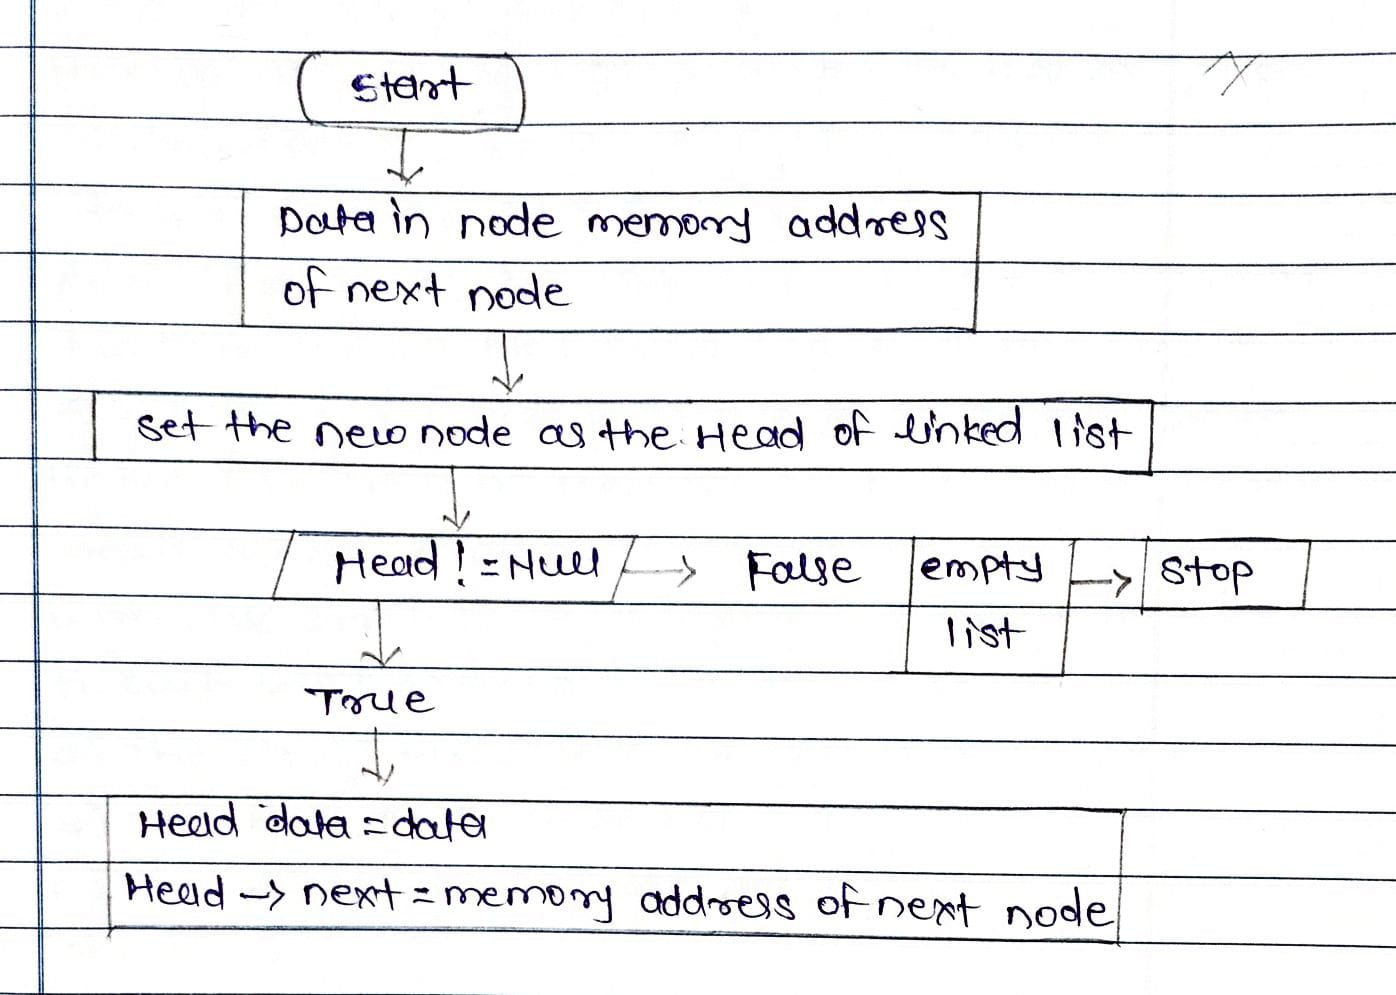 Start
Data in node memory address
of next node
Set the new node as the Head of linked list
Head != Null → False empty → Stop
list
True
Head data = data
Head → next = memory address of next node